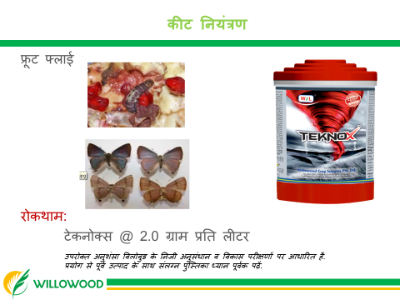 कीट नियंत्रण
फ्रूट फ्लाई
TEKNOX
रोकथाम:
टेकनोक्स @ 2.0 ग्राम प्रति लीटर
उपरोक्त अनुशंसा विलोवुड के निजी अनुसंधान व विकास परीक्षणों पर आधारित है.
प्रयोग से पूर्व उत्पाद के साथ संलग्न पुस्तिका ध्यान पूर्वक पढ़ें.
WILLOWOOD